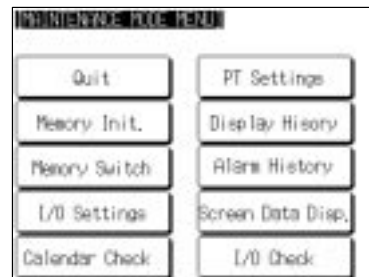 [MAINTENANCE MODE MENU]
Quit
PT Settings
Memory Init.
Display Hisory
Memory Switch
Alarm History
I/O Settings
Screen Data Disp.
Calendar Check
I/O Check